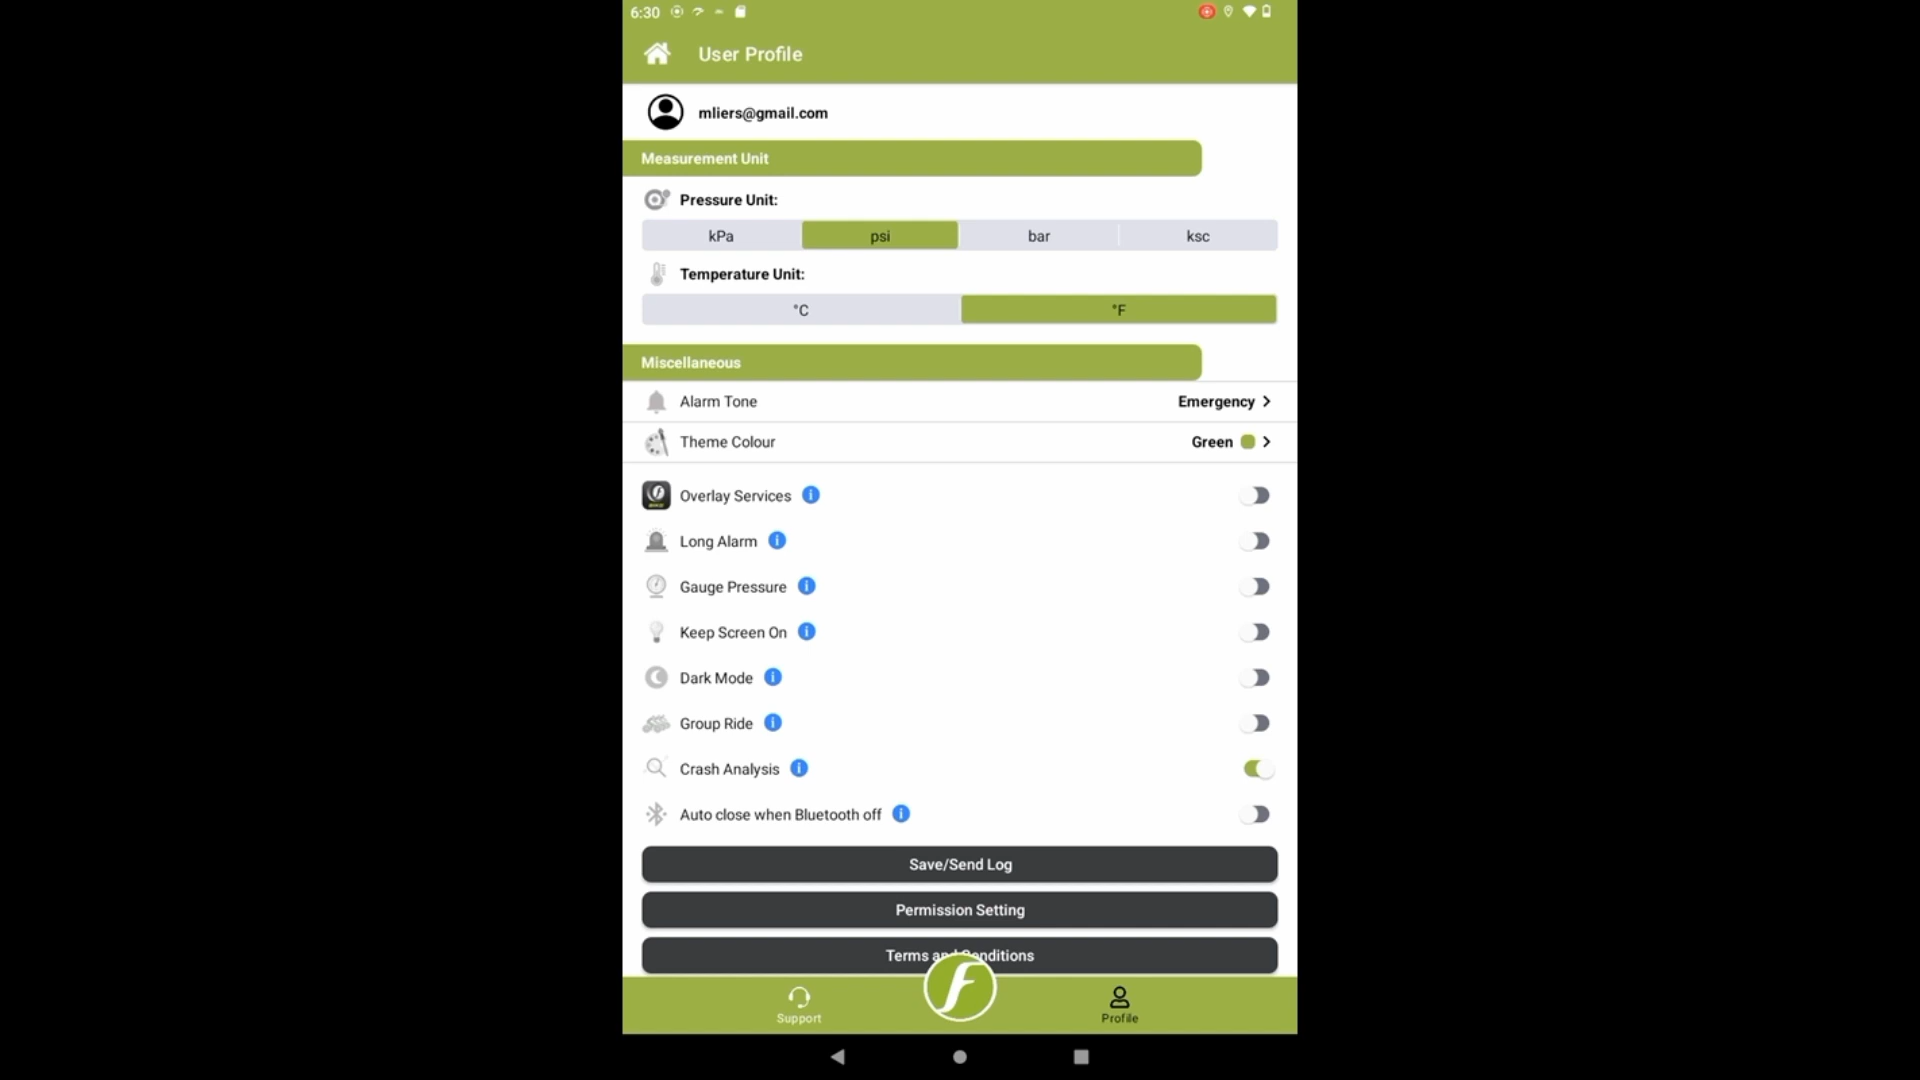 6:30
User Profile
mliers@gmail.com
Measurement Unit
Pressure Unit:
kPa psi bar ksc
Temperature Unit:
°C °F
Miscellaneous
Alarm Tone Emergency
Theme Colour Green
Overlay Services
Long Alarm
Gauge Pressure
Keep Screen On
Dark Mode
Group Ride
Crash Analysis
Auto close when Bluetooth off
Save/Send Log
Permission Setting
Terms and Conditions
Support Profile